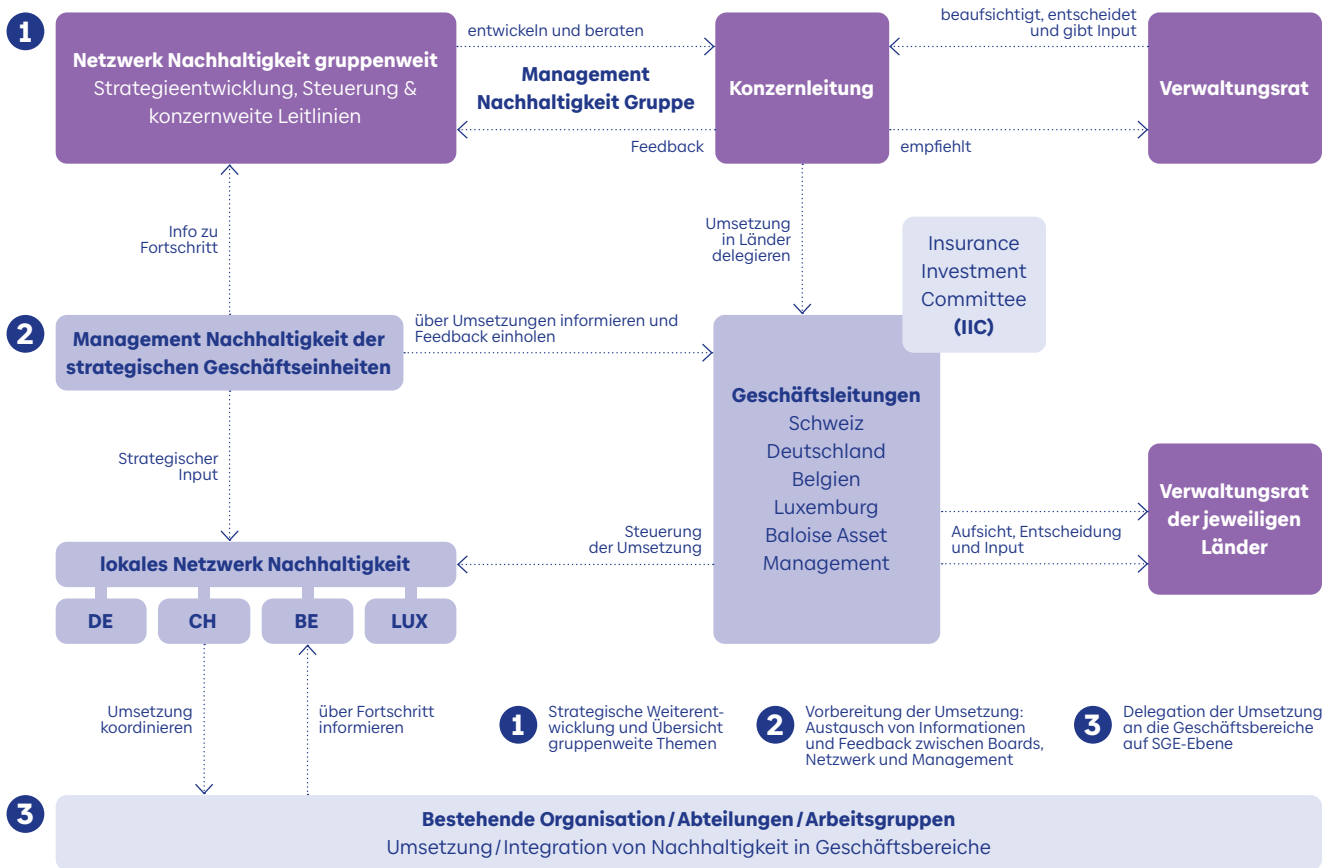 1
Netzwerk Nachhaltigkeit gruppenweit
Strategieentwicklung, Steuerung &
konzernweite Leitlinien
entwickeln und beraten
Management
Nachhaltigkeit Gruppe
Feedback
Konzernleitung
beaufsichtigt, entscheidet
und gibt Input
empfiehlt
Verwaltungsrat
Info zu
Fortschritt
Umsetzung
in Länder
delegieren
Insurance
Investment
Committee
(IIC)
2
Management Nachhaltigkeit der
strategischen Geschäftseinheiten
über Umsetzungen informieren und
Feedback einholen
Geschäftsleitungen
Schweiz
Deutschland
Belgien
Luxemburg
Baloise Asset
Management
Strategischer
Input
Steuerung
der Umsetzung
Aufsicht, Entscheidung
und Input
Verwaltungsrat
der jeweiligen
Länder
lokales Netzwerk Nachhaltigkeit
DE
CH
BE
LUX
Umsetzung
koordinieren
über Fortschritt
informieren
1
Strategische Weiterent-
wicklung und Übersicht
gruppenweite Themen
2
Vorbereitung der Umsetzung:
Austausch von Informationen
und Feedback zwischen Boards,
Netzwerk und Management
3
Delegation der Umsetzung
an die Geschäftsbereiche
auf SGE-Ebene
3
Bestehende Organisation / Abteilungen / Arbeitsgruppen
Umsetzung / Integration von Nachhaltigkeit in Geschäftsbereiche